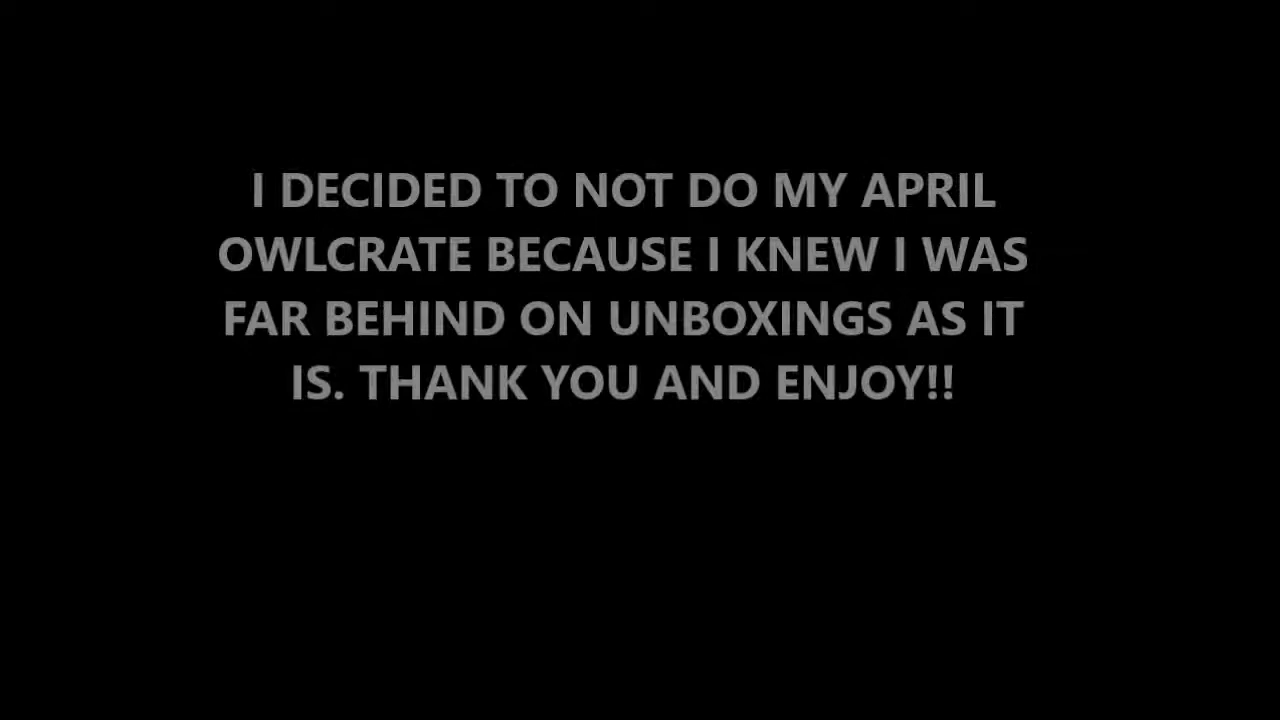 I DECIDED TO NOT DO MY APRIL
OWLCRATE BECAUSE I KNEW I WAS
FAR BEHIND ON UNBOXINGS AS IT
IS. THANK YOU AND ENJOY!!